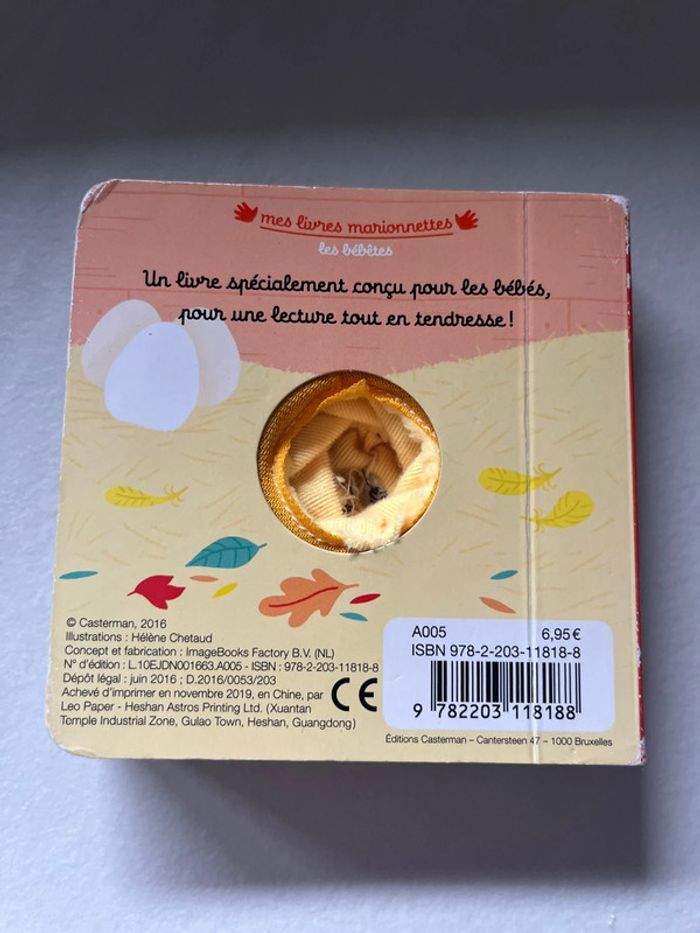 mes livres marionnettes
les bébêtes
Un livre spécialement conçu pour les bébés,
pour une lecture tout en tendresse !
© Casterman, 2016
Illustrations : Hélène Chetaud
Concept et fabrication : ImageBooks Factory B.V. (NL)
N° d'édition : L.10EJDN001663.A005 - ISBN : 978-2-203-11818-8
Dépôt légal : juin 2016 ; D.2016/0053/203
Achevé d'imprimer en novembre 2019, en Chine, par
Leo Paper - Heshan Astros Printing Ltd. (Xuantan
Temple Industrial Zone, Gulao Town, Heshan, Guangdong)
CE
A005 6,95 €
ISBN 978-2-203-11818-8
9 782203 118188
Éditions Casterman – Cantersteen 47 – 1000 Bruxelles